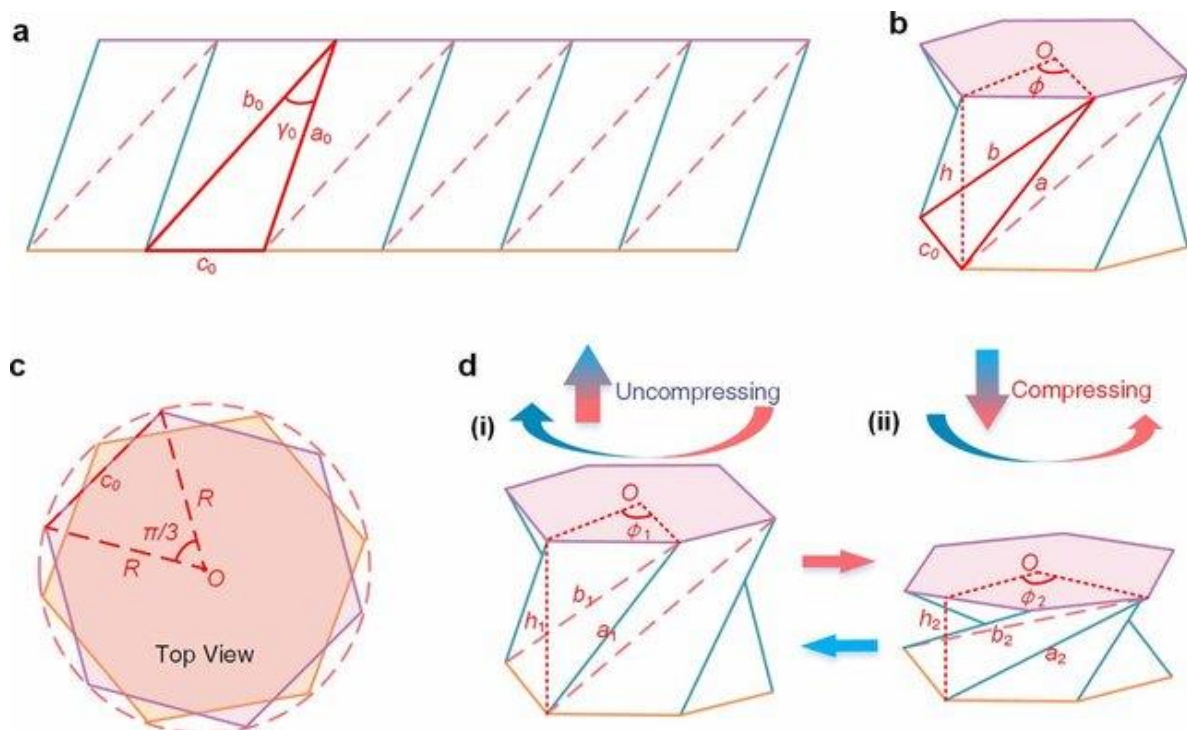 a
b₀
γ₀
a₀
c₀
b
O
ϕ
h
b
a
c₀
c
c₀
R
π/3
R
O
Top View
d
Uncompressing
(i)
O
ϕ₁
b₁
h₁
a₁
Compressing
(ii)
O
ϕ₂
h₂
b₂
a₂